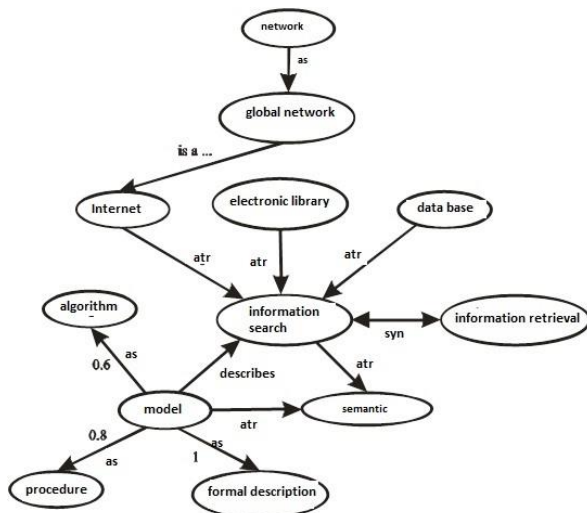 network
as
global network
is a ...
Internet
electronic library
data base
atr
atr
atr
algorithm
information
search
information retrieval
syn
0.6
as
describes
atr
model
atr
semantic
0.8
as
as
1
procedure
formal description